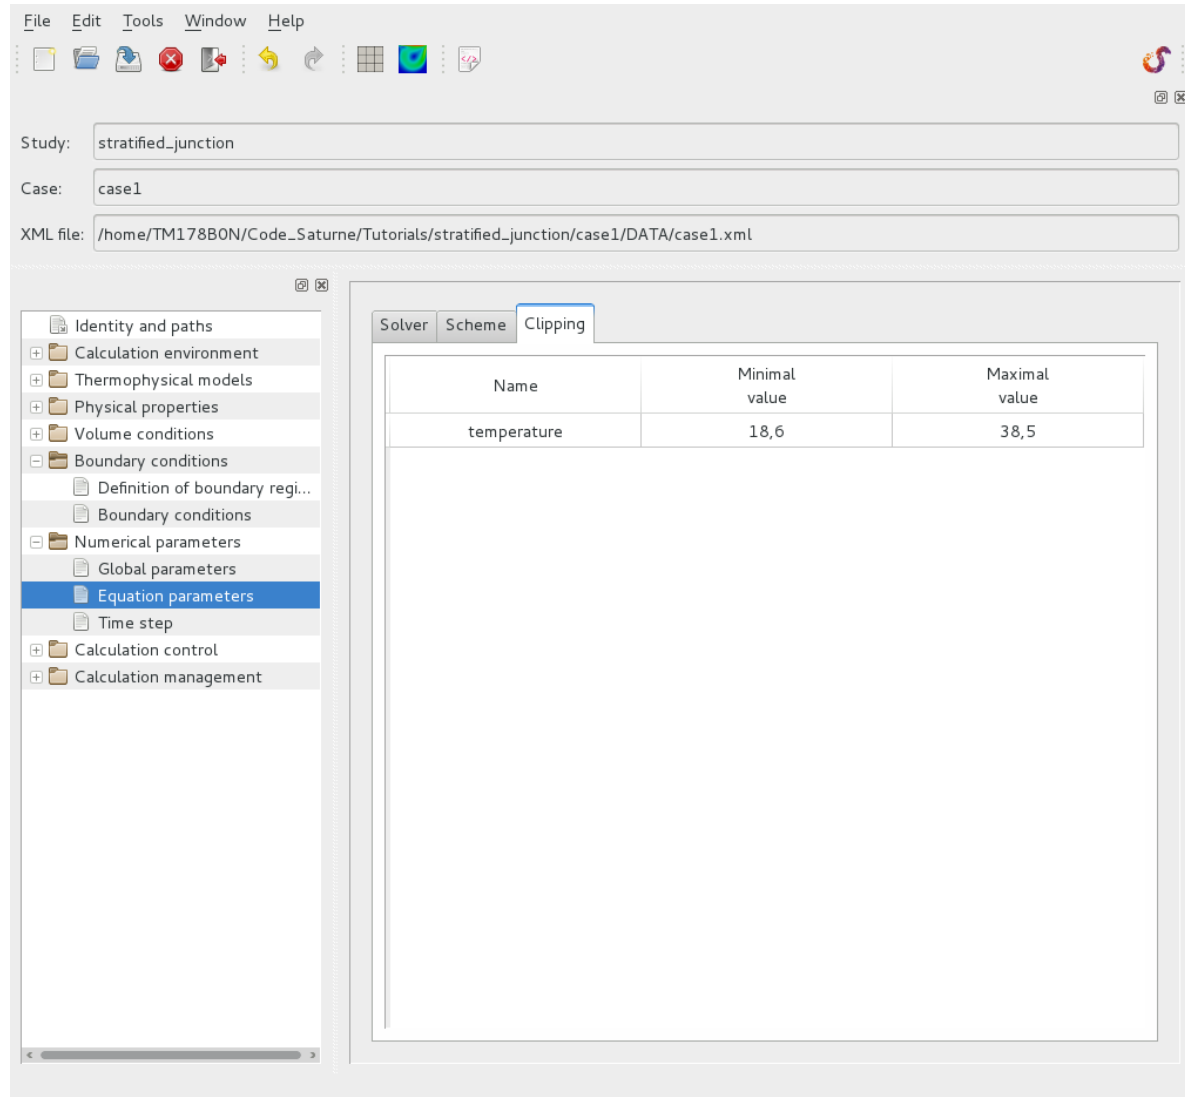 File Edit Tools Window Help
Study: stratified_junction
Case: case1
XML file: /home/TM178B0N/Code_Saturne/Tutorials/stratified_junction/case1/DATA/case1.xml
Identity and paths
Calculation environment
Thermophysical models
Physical properties
Volume conditions
Boundary conditions
Definition of boundary regi...
Boundary conditions
Numerical parameters
Global parameters
Equation parameters
Time step
Calculation control
Calculation management
Solver Scheme Clipping
Name Minimal value Maximal value
temperature 18,6 38,5